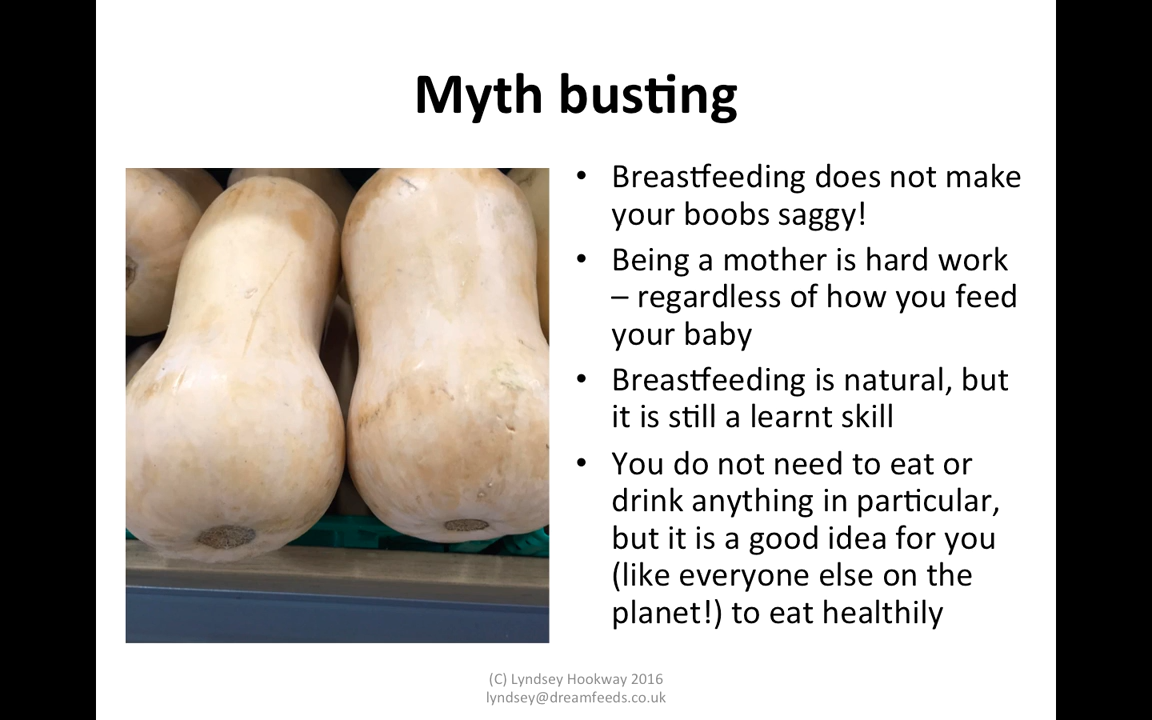 Myth busting
• Breastfeeding does not make
your boobs saggy!
• Being a mother is hard work
– regardless of how you feed
your baby
• Breastfeeding is natural, but
it is still a learnt skill
• You do not need to eat or
drink anything in particular,
but it is a good idea for you
(like everyone else on the
planet!) to eat healthily
(C) Lyndsey Hookway 2016
lyndsey@dreamfeeds.co.uk